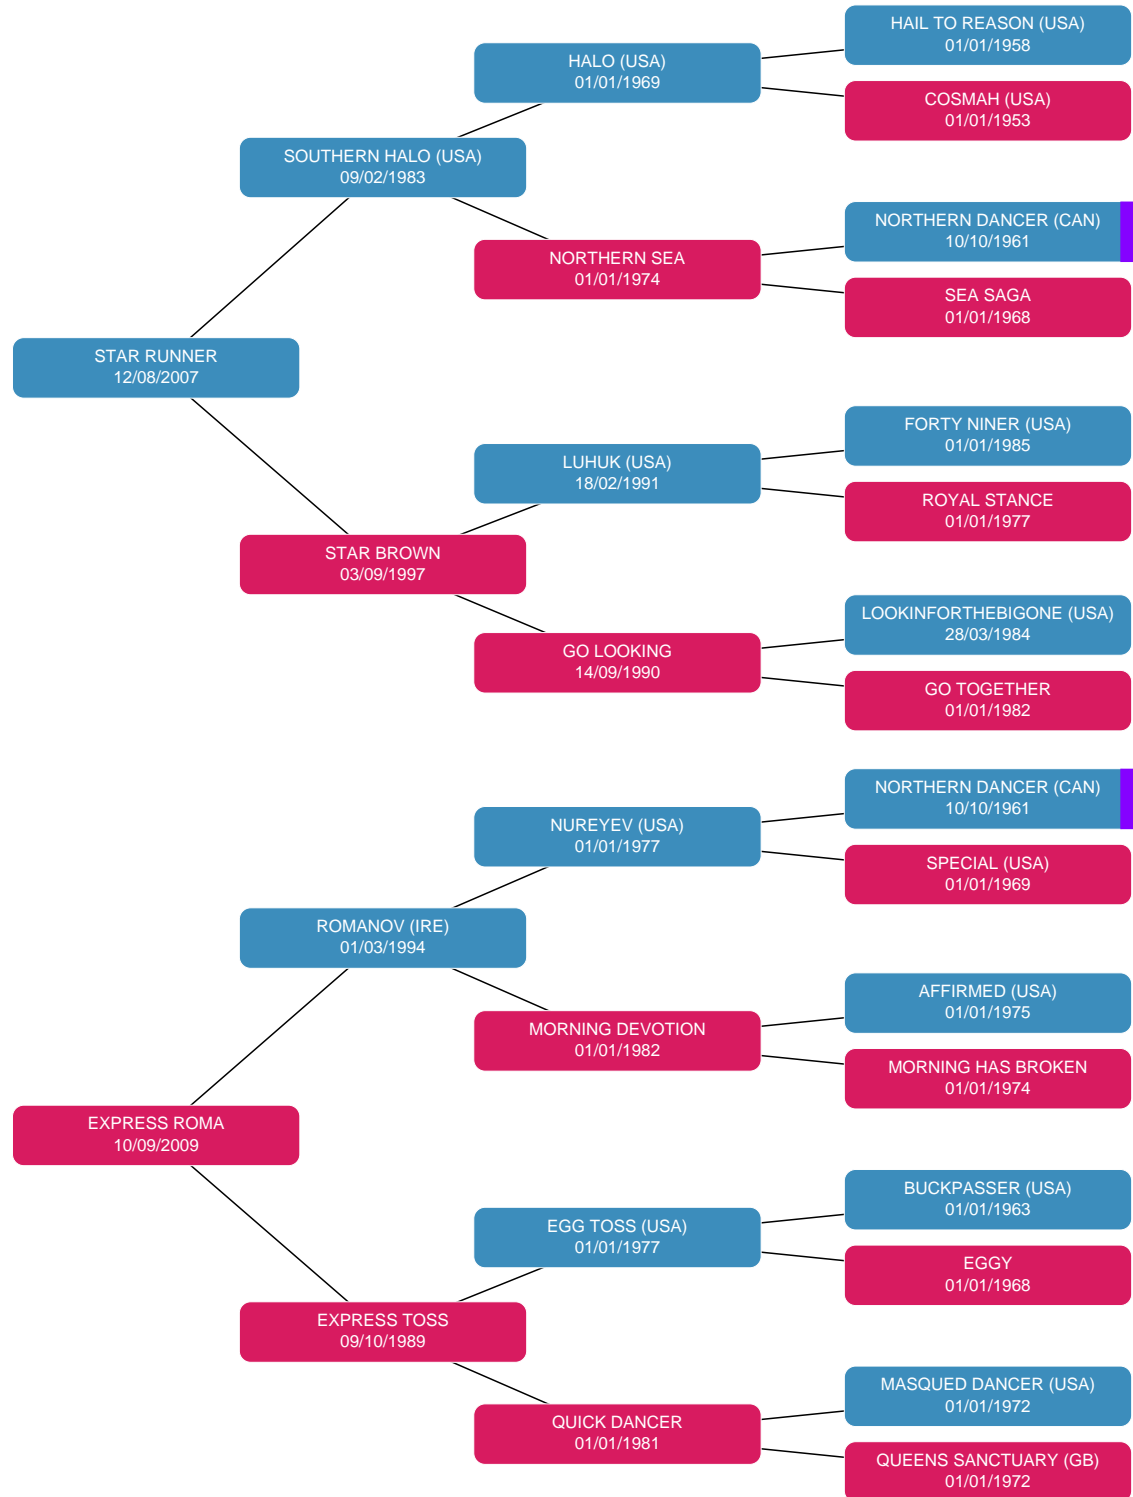 HAIL TO REASON (USA)
01/01/1958
HALO (USA)
01/01/1969
COSMAH (USA)
01/01/1953
SOUTHERN HALO (USA)
09/02/1983
NORTHERN DANCER (CAN)
10/10/1961
NORTHERN SEA
01/01/1974
SEA SAGA
01/01/1968
STAR RUNNER
12/08/2007
FORTY NINER (USA)
01/01/1985
LUHUK (USA)
18/02/1991
ROYAL STANCE
01/01/1977
STAR BROWN
03/09/1997
LOOKINFORTHEBIGONE (USA)
28/03/1984
GO LOOKING
14/09/1990
GO TOGETHER
01/01/1982
NORTHERN DANCER (CAN)
10/10/1961
NUREYEV (USA)
01/01/1977
SPECIAL (USA)
01/01/1969
ROMANOV (IRE)
01/03/1994
AFFIRMED (USA)
01/01/1975
MORNING DEVOTION
01/01/1982
MORNING HAS BROKEN
01/01/1974
EXPRESS ROMA
10/09/2009
BUCKPASSER (USA)
01/01/1963
EGG TOSS (USA)
01/01/1977
EGGY
01/01/1968
EXPRESS TOSS
09/10/1989
MASQUED DANCER (USA)
01/01/1972
QUICK DANCER
01/01/1981
QUEENS SANCTUARY (GB)
01/01/1972